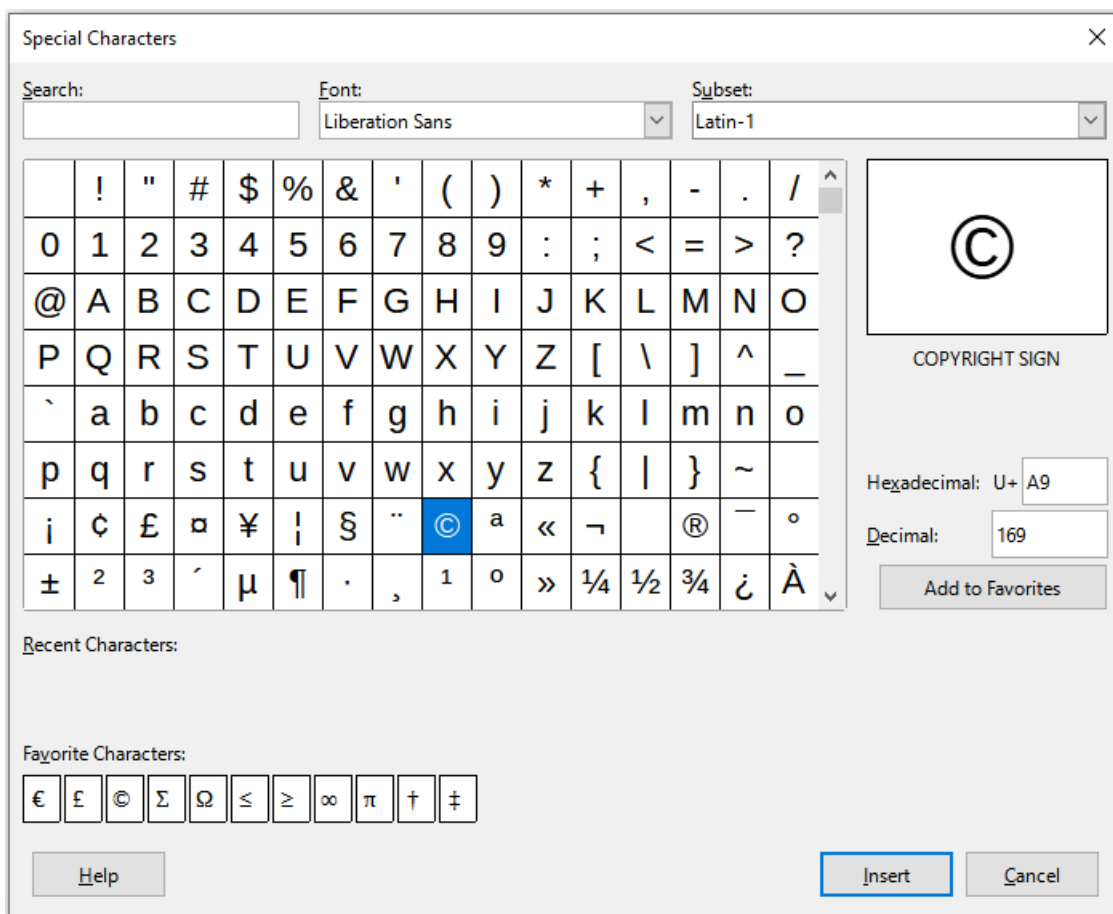 Special Characters
Search: Font: Subset:
Liberation Sans Latin-1
! " # $ % & ' ( ) * + , - . /
0 1 2 3 4 5 6 7 8 9 : ; < = > ?
@ A B C D E F G H I J K L M N O
P Q R S T U V W X Y Z [ \ ] ^ _
` a b c d e f g h i j k l m n o
p q r s t u v w x y z { | } ~
¡ ¢ £ ¤ ¥ ¦ § ¨ © ª « ¬ ® ¯ °
± ² ³ ´ µ ¶ · ¸ ¹ º » ¼ ½ ¾ ¿ À
©
COPYRIGHT SIGN
Hexadecimal: U+ A9
Decimal: 169
Add to Favorites
Recent Characters:
Favorite Characters:
€ £ © Σ Ω ≤ ≥ ∞ π † ‡
Help Insert Cancel